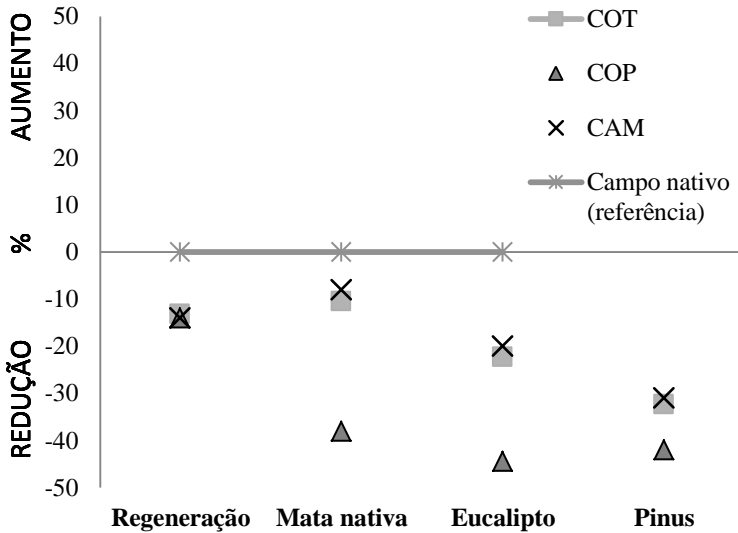 AUMENTO
%
REDUÇÃO
50
40
30
20
10
0
-10
-20
-30
-40
-50
COT
COP
CAM
Campo nativo
(referência)
Regeneração Mata nativa Eucalipto Pinus